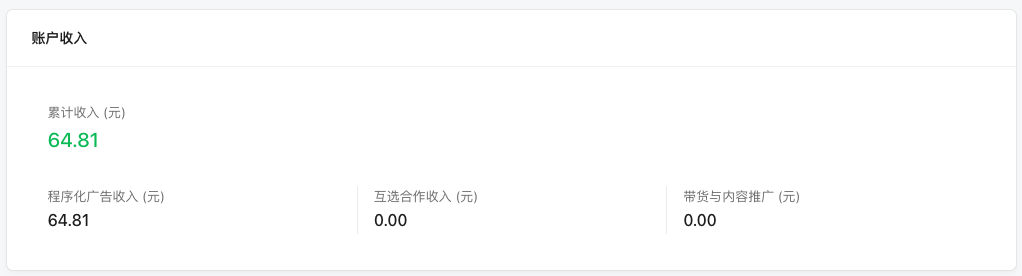 账户收入
累计收入 (元)
64.81
程序化广告收入 (元)
64.81
互选合作收入 (元)
0.00
带货与内容推广 (元)
0.00